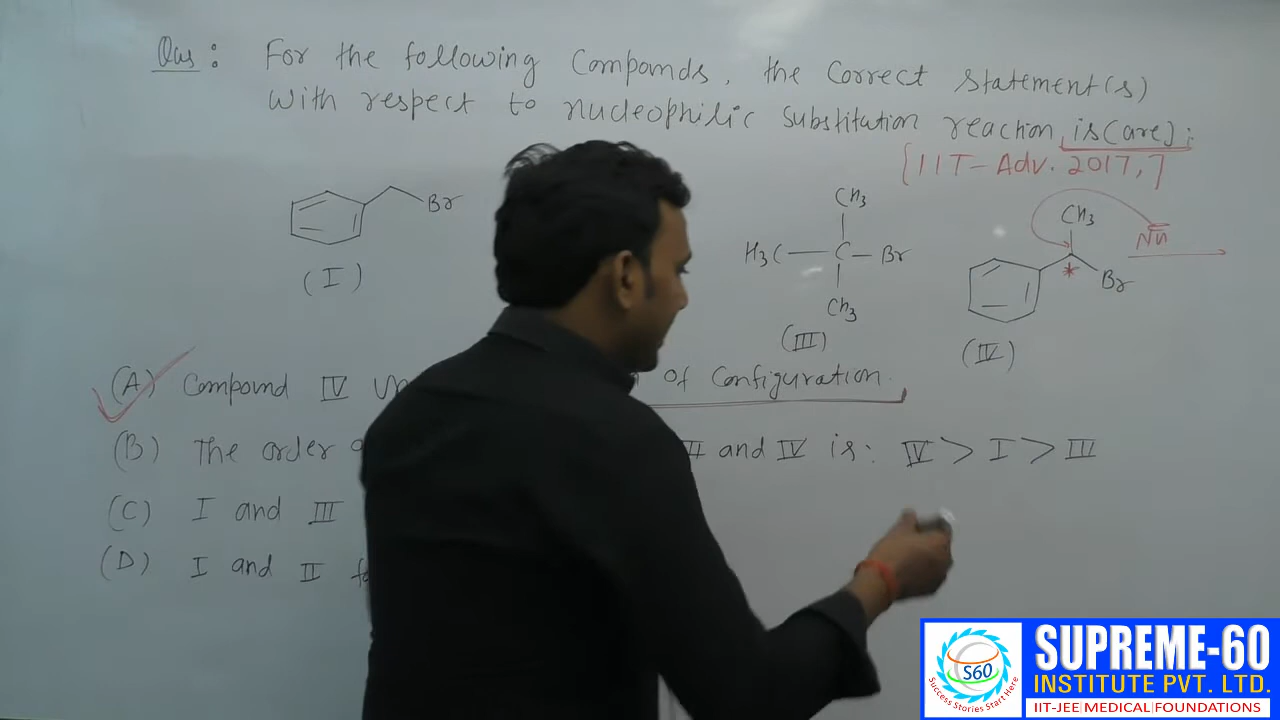 Ques : For the following Compounds, the Correct Statement(s)
With respect to nucleophilic Substitution reaction, is(are):
[IIT-Adv. 2017,]
Br
(I)
CH3
H3C C Br
CH3
(III)
CH3
Br
*
(IV)
Nu
(A) Compound IV of Configuration.
(B) The order and IV is: IV > I > III
(C) I and III
(D) I and II
S60
Success Stories Start Here
SUPREME-60
INSTITUTE PVT. LTD.
IIT-JEE MEDICAL FOUNDATIONS